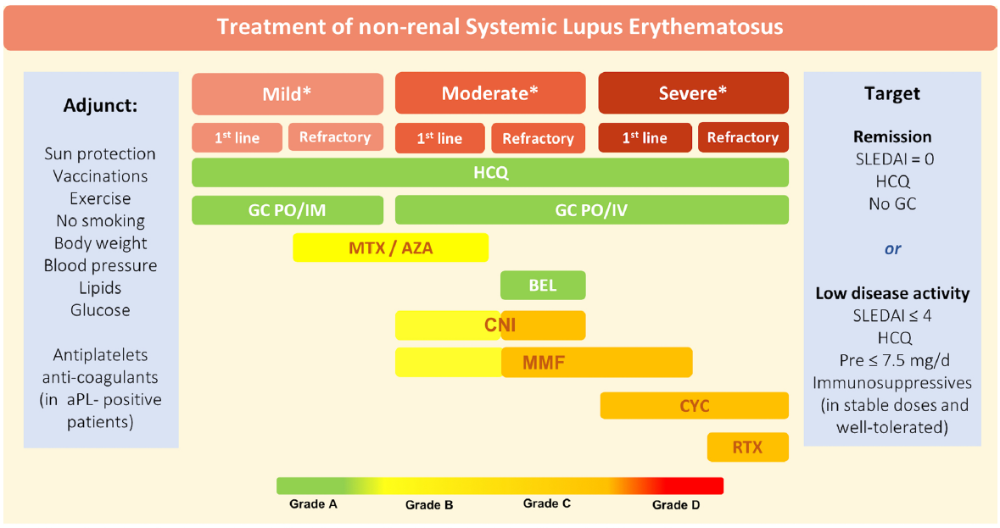 Treatment of non-renal Systemic Lupus Erythematosus
Adjunct:
Sun protection
Vaccinations
Exercise
No smoking
Body weight
Blood pressure
Lipids
Glucose
Antiplatelets
anti-coagulants
(in aPL- positive
patients)
Mild*
Moderate*
Severe*
1st line
Refractory
1st line
Refractory
1st line
Refractory
HCQ
GC PO/IM
GC PO/IV
MTX / AZA
BEL
CNI
MMF
CYC
RTX
Grade A
Grade B
Grade C
Grade D
Target
Remission
SLEDAI = 0
HCQ
No GC
or
Low disease activity
SLEDAI ≤ 4
HCQ
Pre ≤ 7.5 mg/d
Immunosuppressives
(in stable doses and
well-tolerated)